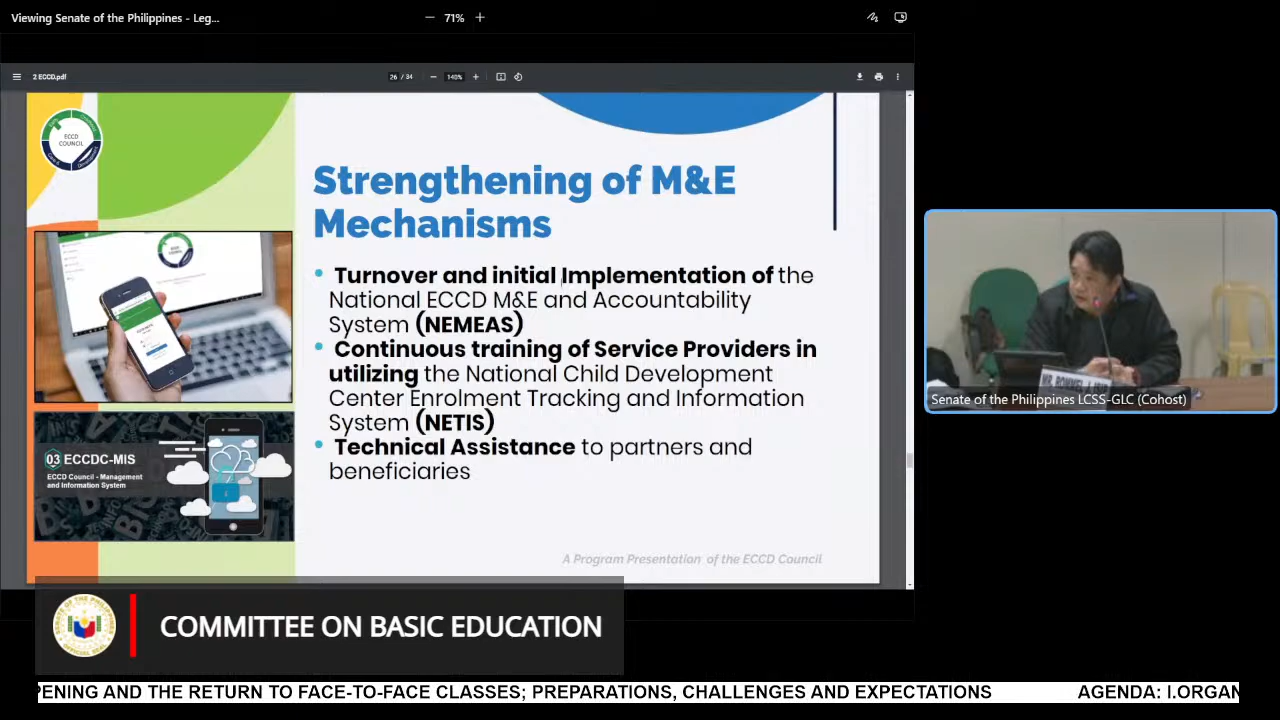 Viewing Senate of the Philippines - Leg...
71%
2 ECCD.pdf
26 / 34
140%
ECCD
COUNCIL
Strengthening of M&E
Mechanisms
Turnover and initial Implementation of the
National ECCD M&E and Accountability
System (NEMEAS)
Continuous training of Service Providers in
utilizing the National Child Development
Center Enrolment Tracking and Information
System (NETIS)
Technical Assistance to partners and
beneficiaries
03 ECCDC-MIS
ECCD Council - Management
and Information System
A Program Presentation of the ECCD Council
Senate of the Philippines LCSS-GLC (Cohost)
COMMITTEE ON BASIC EDUCATION
PENING AND THE RETURN TO FACE-TO-FACE CLASSES; PREPARATIONS, CHALLENGES AND EXPECTATIONS
AGENDA: I.ORGAN